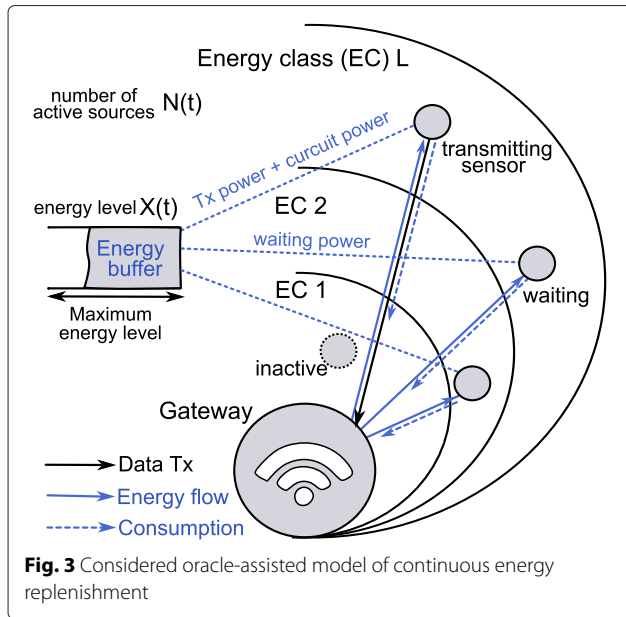 Energy class (EC) L
number of
active sources N(t)
Tx power + curcuit power
transmitting
sensor
energy level X(t)
EC 2
Energy
buffer
waiting power
EC 1
waiting
Maximum
energy level
inactive
Gateway
Data Tx
Energy flow
Consumption
Fig. 3 Considered oracle-assisted model of continuous energy
replenishment